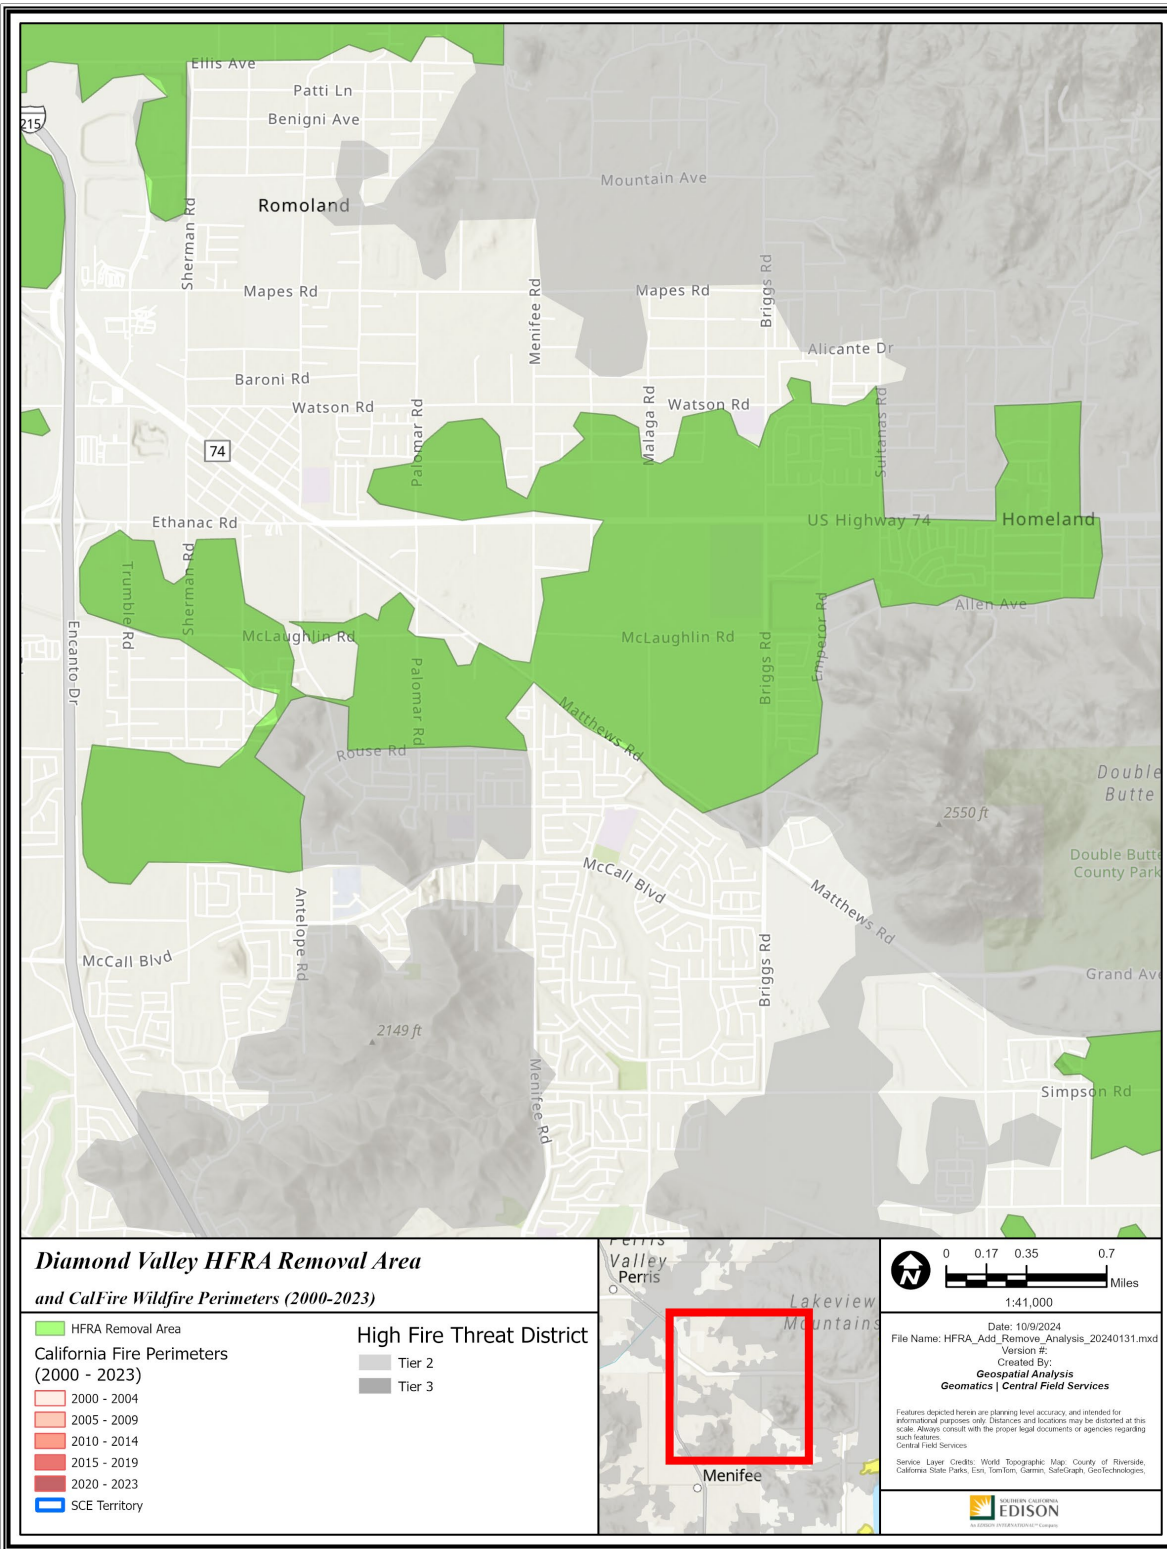 Ellis Ave
Patti Ln
215
Benigni Ave
Mountain Ave
Romoland
Sherman Rd
Mapes Rd
Menifee Rd
Mapes Rd
Briggs Rd
Alicante Dr
Baroni Rd
Watson Rd
Palomar Rd
Malaga Rd
Watson Rd
Sultanas Rd
74
Ethanac Rd
US Highway 74
Homeland
Trumble Rd
Sherman Rd
Allen Ave
McLaughlin Rd
McLaughlin Rd
Emperor Rd
Encanto Dr
Palomar Rd
Briggs Rd
Matthews Rd
Rouse Rd
Double
Butte
2550 ft
Double Butte
County Park
McCall Blvd
Matthews Rd
Antelope Rd
McCall Blvd
Briggs Rd
Grand Ave
2149 ft
Menifee Rd
Simpson Rd
Diamond Valley HFRA Removal Area
and CalFire Wildfire Perimeters (2000-2023)
HFRA Removal Area
California Fire Perimeters
(2000 - 2023)
2000 - 2004
2005 - 2009
2010 - 2014
2015 - 2019
2020 - 2023
SCE Territory
High Fire Threat District
Tier 2
Tier 3
Perris
Valley
Perris
Lakeview
Mountains
Menifee
N
0 0.17 0.35 0.7
Miles
1:41,000
Date: 10/9/2024
File Name: HFRA_Add_Remove_Analysis_20240131.mxd
Version #:
Created By:
Geospatial Analysis
Geomatics | Central Field Services
Features depicted herein are planning level accuracy, and intended for
informational purposes only. Distances and locations may be distorted at this
scale. Always consult with the proper legal documents or agencies regarding
such features.
Central Field Services
Service Layer Credits: World Topographic Map: County of Riverside,
California State Parks, Esri, TomTom, Garmin, SafeGraph, GeoTechnologies,
SOUTHERN CALIFORNIA
EDISON
An EDISON INTERNATIONAL℠ Company